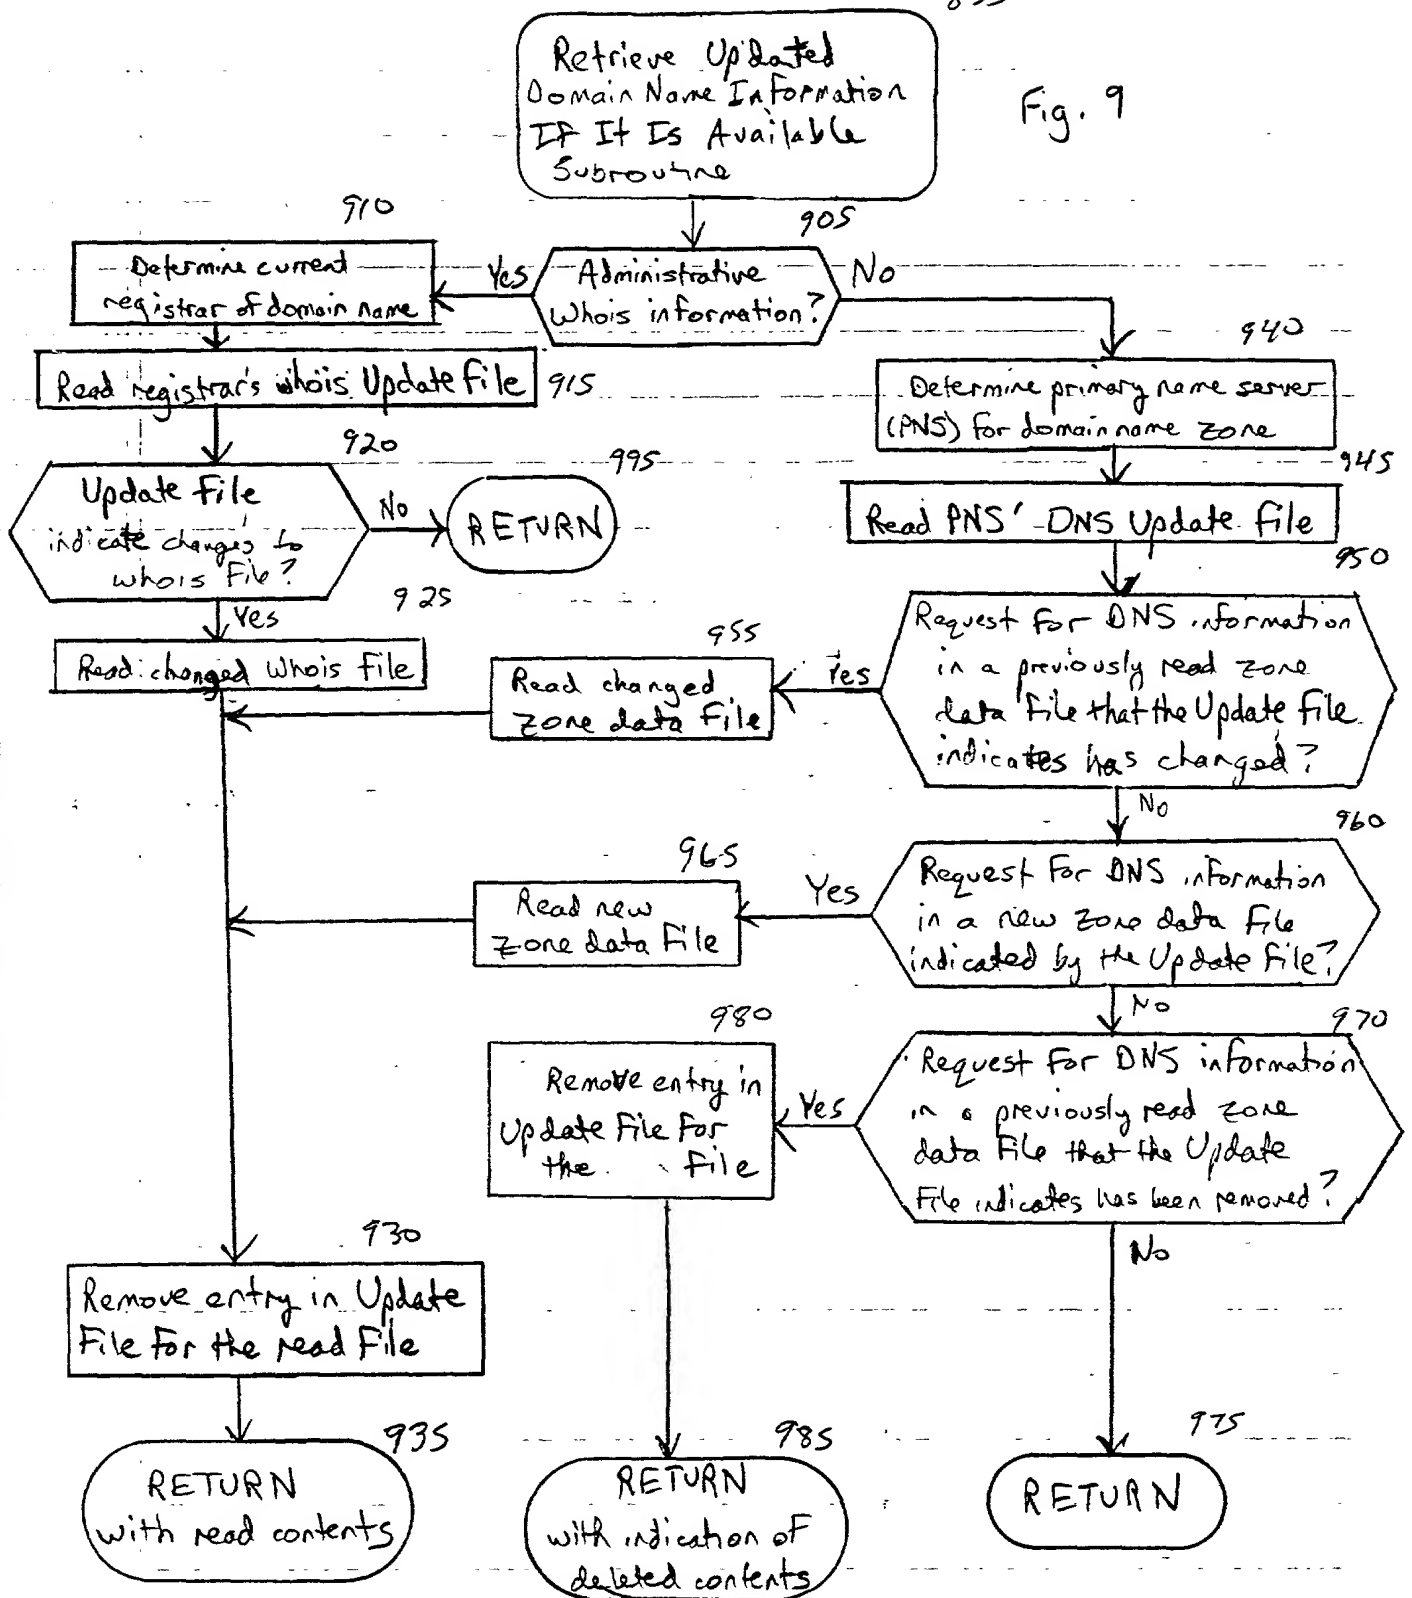 Retrieve Updated
Domain Name Information
If It Is Available
Subroutine
Fig. 9
910
905
Determine current
registrar of domain name
Yes
Administrative
Whois information?
No
940
Read registrar's whois Update File
915
Determine primary name server
(PNS) for domain name zone
920
995
945
Update File
indicate changes to
whois File?
No
RETURN
Read PNS' DNS Update File
950
Yes
925
955
Request for DNS information
in a previously read zone
data File that the Update File
indicates has changed?
Read changed Whois File
Read changed
zone data File
Yes
No
960
965
Request For DNS information
in a new zone data File
indicated by the Update File?
Read new
zone data File
Yes
No
980
970
Remove entry in
Update File For
the File
Yes
Request For DNS information
in a previously read zone
data File that the Update
File indicates has been removed?
930
No
Remove entry in Update
File For the read File
935
985
975
RETURN
with read contents
RETURN
with indication of
deleted contents
RETURN